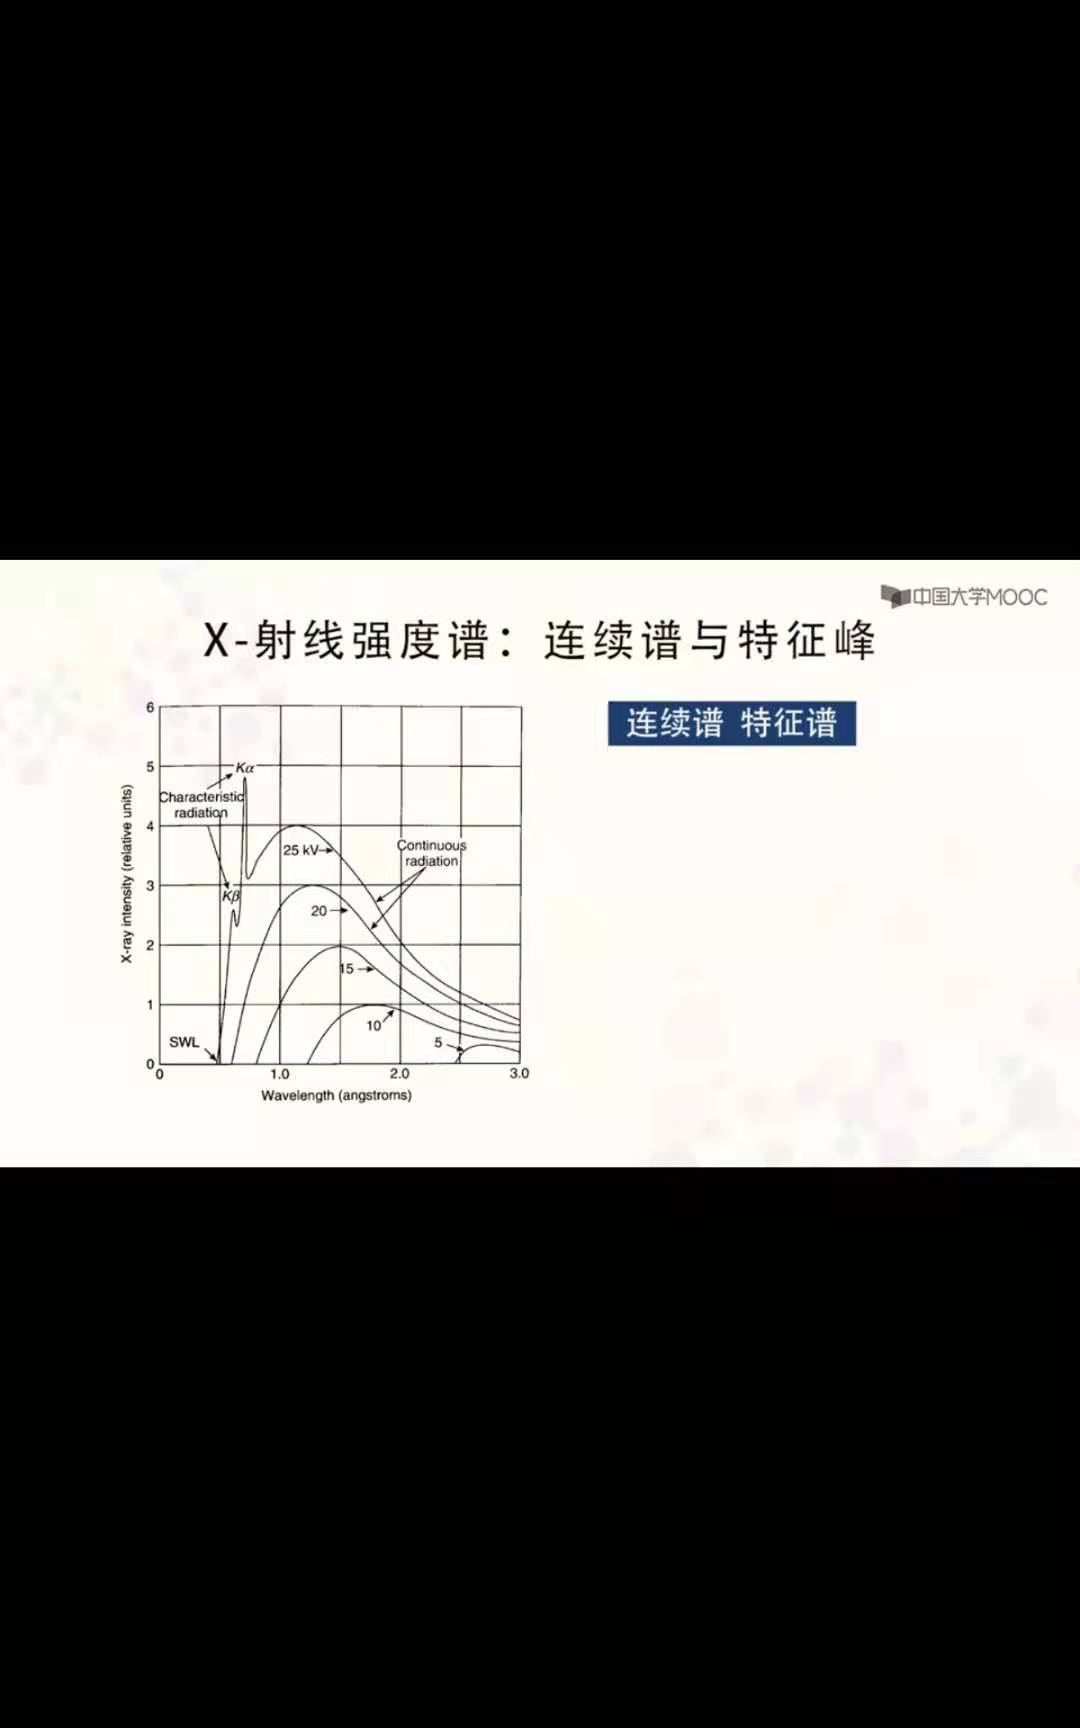 中国大学MOOC
X-射线强度谱：连续谱与特征峰
连续谱 特征谱
6
5
4
3
2
1
0
X-ray intensity (relative units)
Kα
Characteristic
radiation
Kβ
25 kV
Continuous
radiation
20
15
10
5
SWL
0
1.0
2.0
3.0
Wavelength (angstroms)